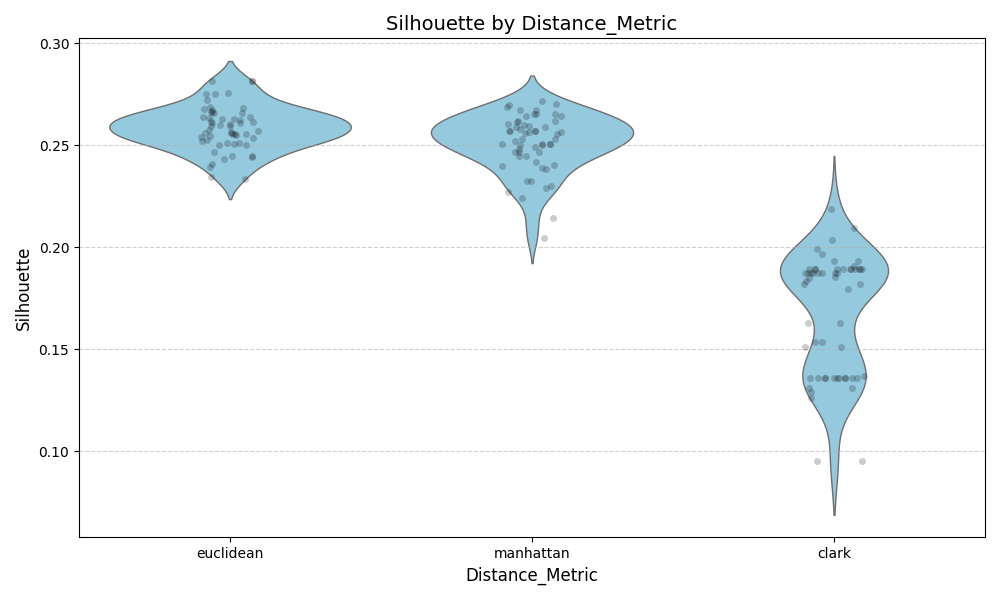 Silhouette by Distance_Metric
0.30
0.25
0.20
0.15
0.10
Silhouette
euclidean
manhattan
clark
Distance_Metric